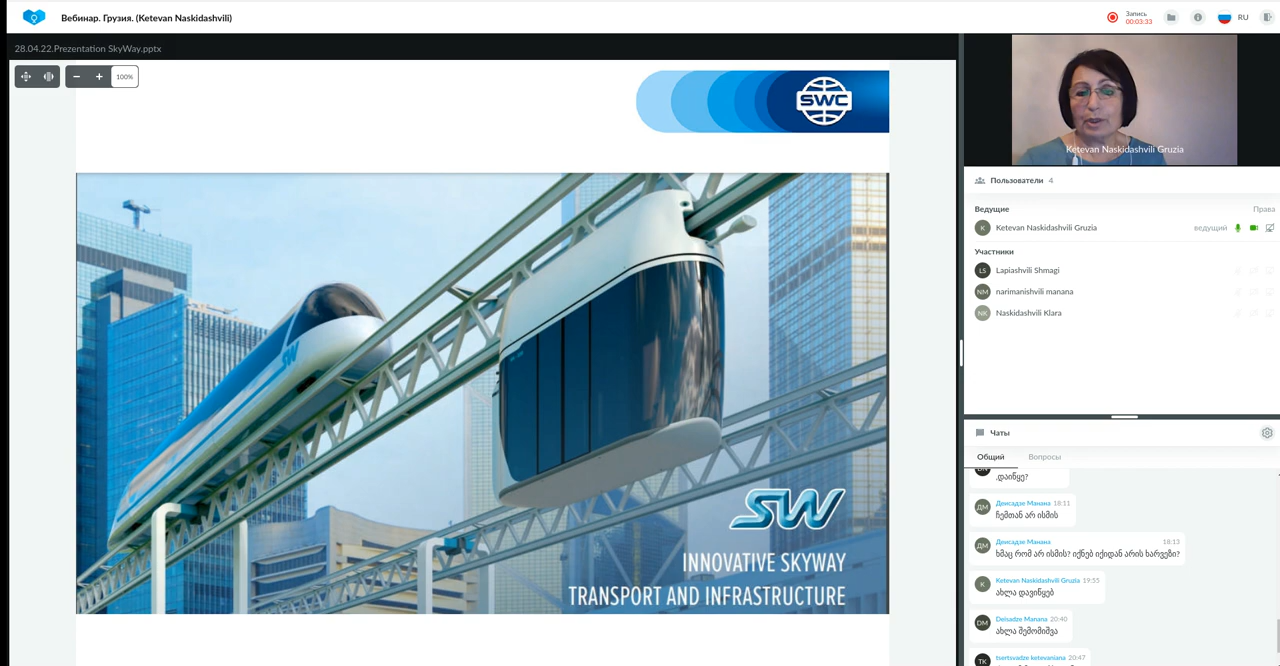 Вебинар. Грузия. (Ketevan Naskidashvili)
Запись
00:03:33
RU
28.04.22.Prezentation SkyWay.pptx
100%
SWC
SW
SW
INNOVATIVE SKYWAY
TRANSPORT AND INFRASTRUCTURE
Ketevan Naskidashvili Gruzia
Пользователи 4
Ведущие Права
K Ketevan Naskidashvili Gruzia ведущий
Участники
LS Lapiashvili Shmagi
NM narimanishvili manana
NK Naskidashvili Klara
Чаты
Общий Вопросы
.დაიწყე?
ДМ Деисадзе Манана 18:11
ჩემთან არ ისმის
ДМ Деисадзе Манана 18:13
ხმაც რომ არ ისმის? იქნებ იქიდან არის ხარვეზი?
K Ketevan Naskidashvili Gruzia 19:55
ახლა დავიწყებ
DM Deisadze Manana 20:40
ახლა შემომიშვა
TK tsertsvadze ketevaniana 20:47